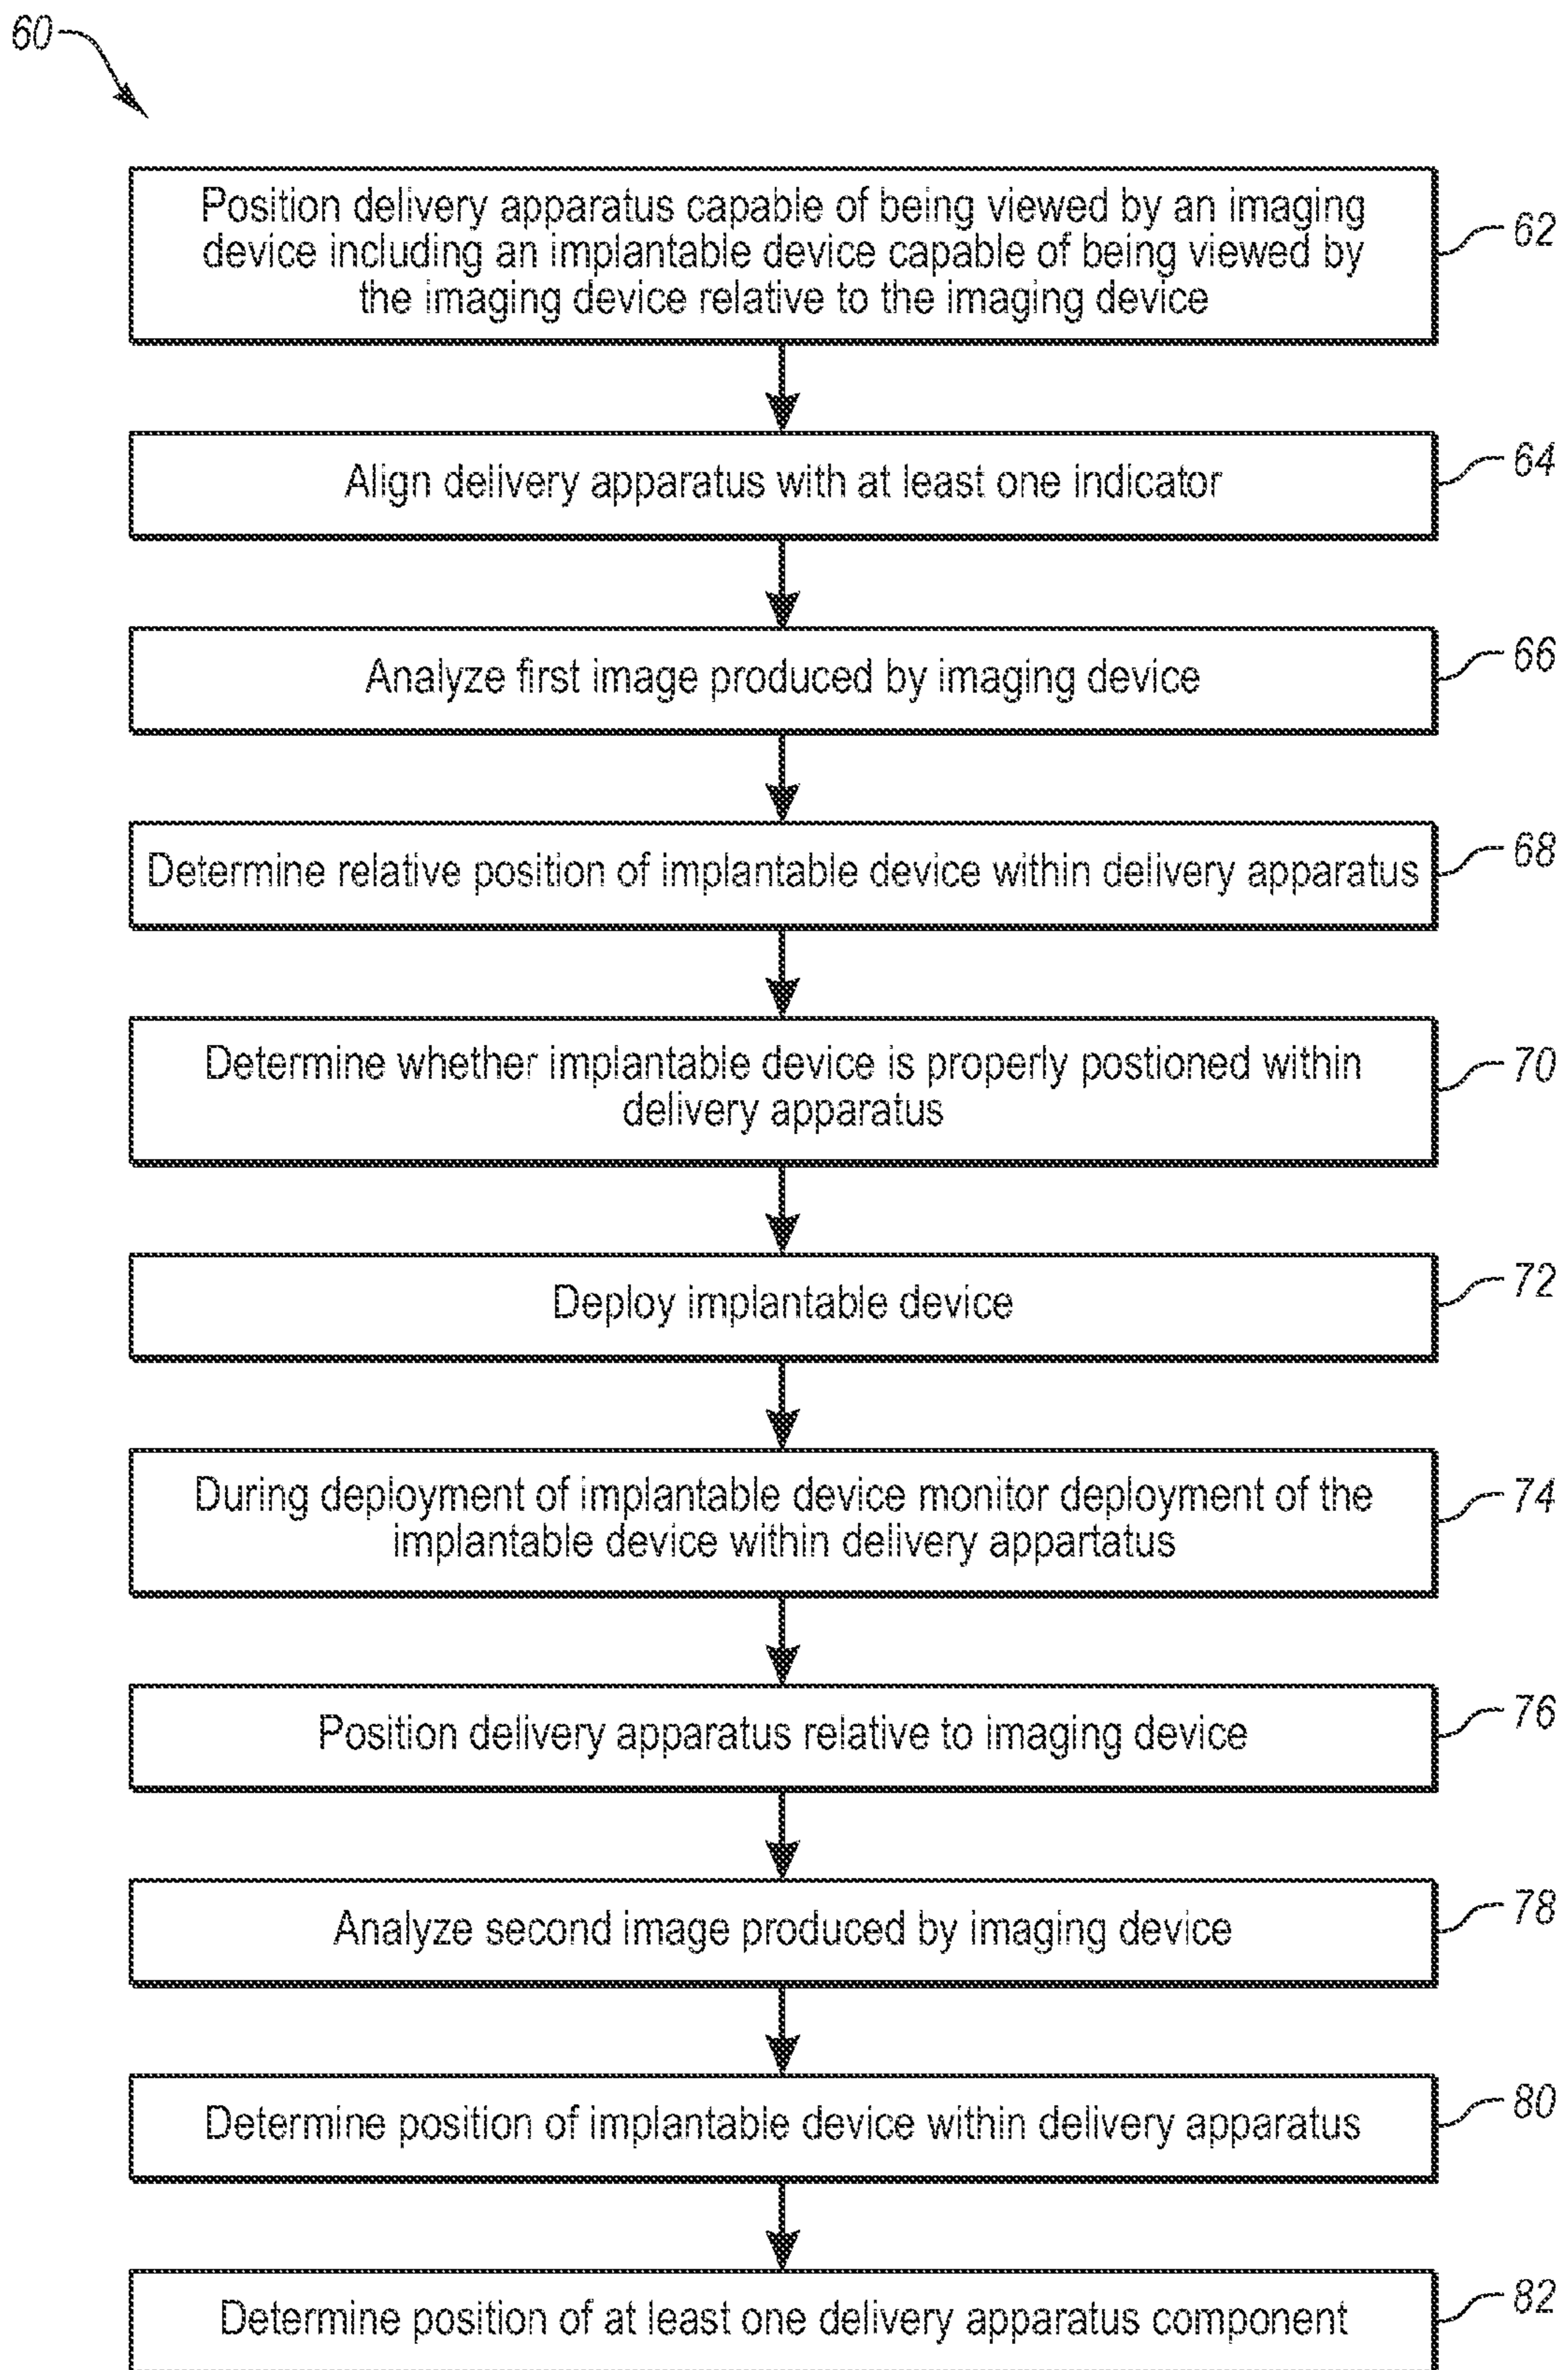 60
Position delivery apparatus capable of being viewed by an imaging
device including an implantable device capable of being viewed by
the imaging device relative to the imaging device
62
Align delivery apparatus with at least one indicator
64
Analyze first image produced by imaging device
66
Determine relative position of implantable device within delivery apparatus
68
Determine whether implantable device is properly postioned within
delivery apparatus
70
Deploy implantable device
72
During deployment of implantable device monitor deployment of the
implantable device within delivery appartatus
74
Position delivery apparatus relative to imaging device
76
Analyze second image produced by imaging device
78
Determine position of implantable device within delivery apparatus
80
Determine position of at least one delivery apparatus component
82